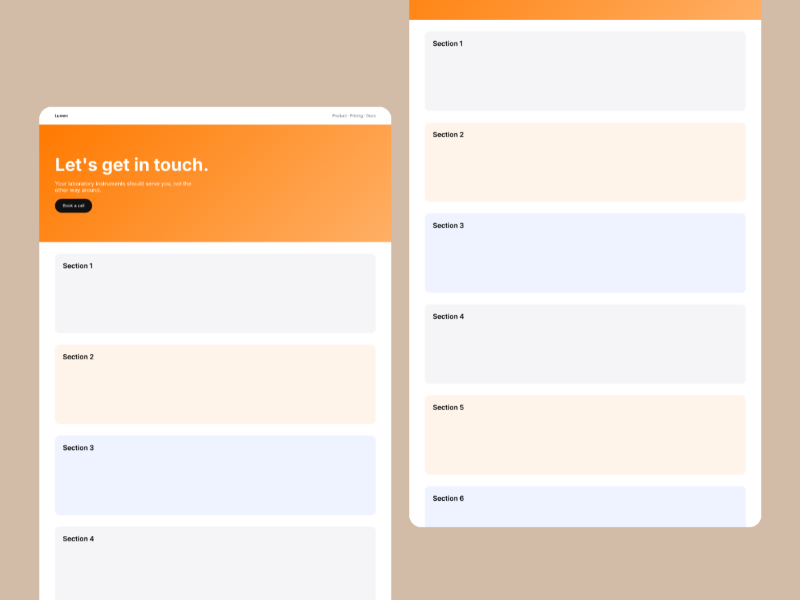 Lumen
Product · Pricing · Docs
Let's get in touch.
Your laboratory instruments should serve you, not the
other way around.
Book a call
Section 1
Section 2
Section 3
Section 4
Section 1
Section 2
Section 3
Section 4
Section 5
Section 6